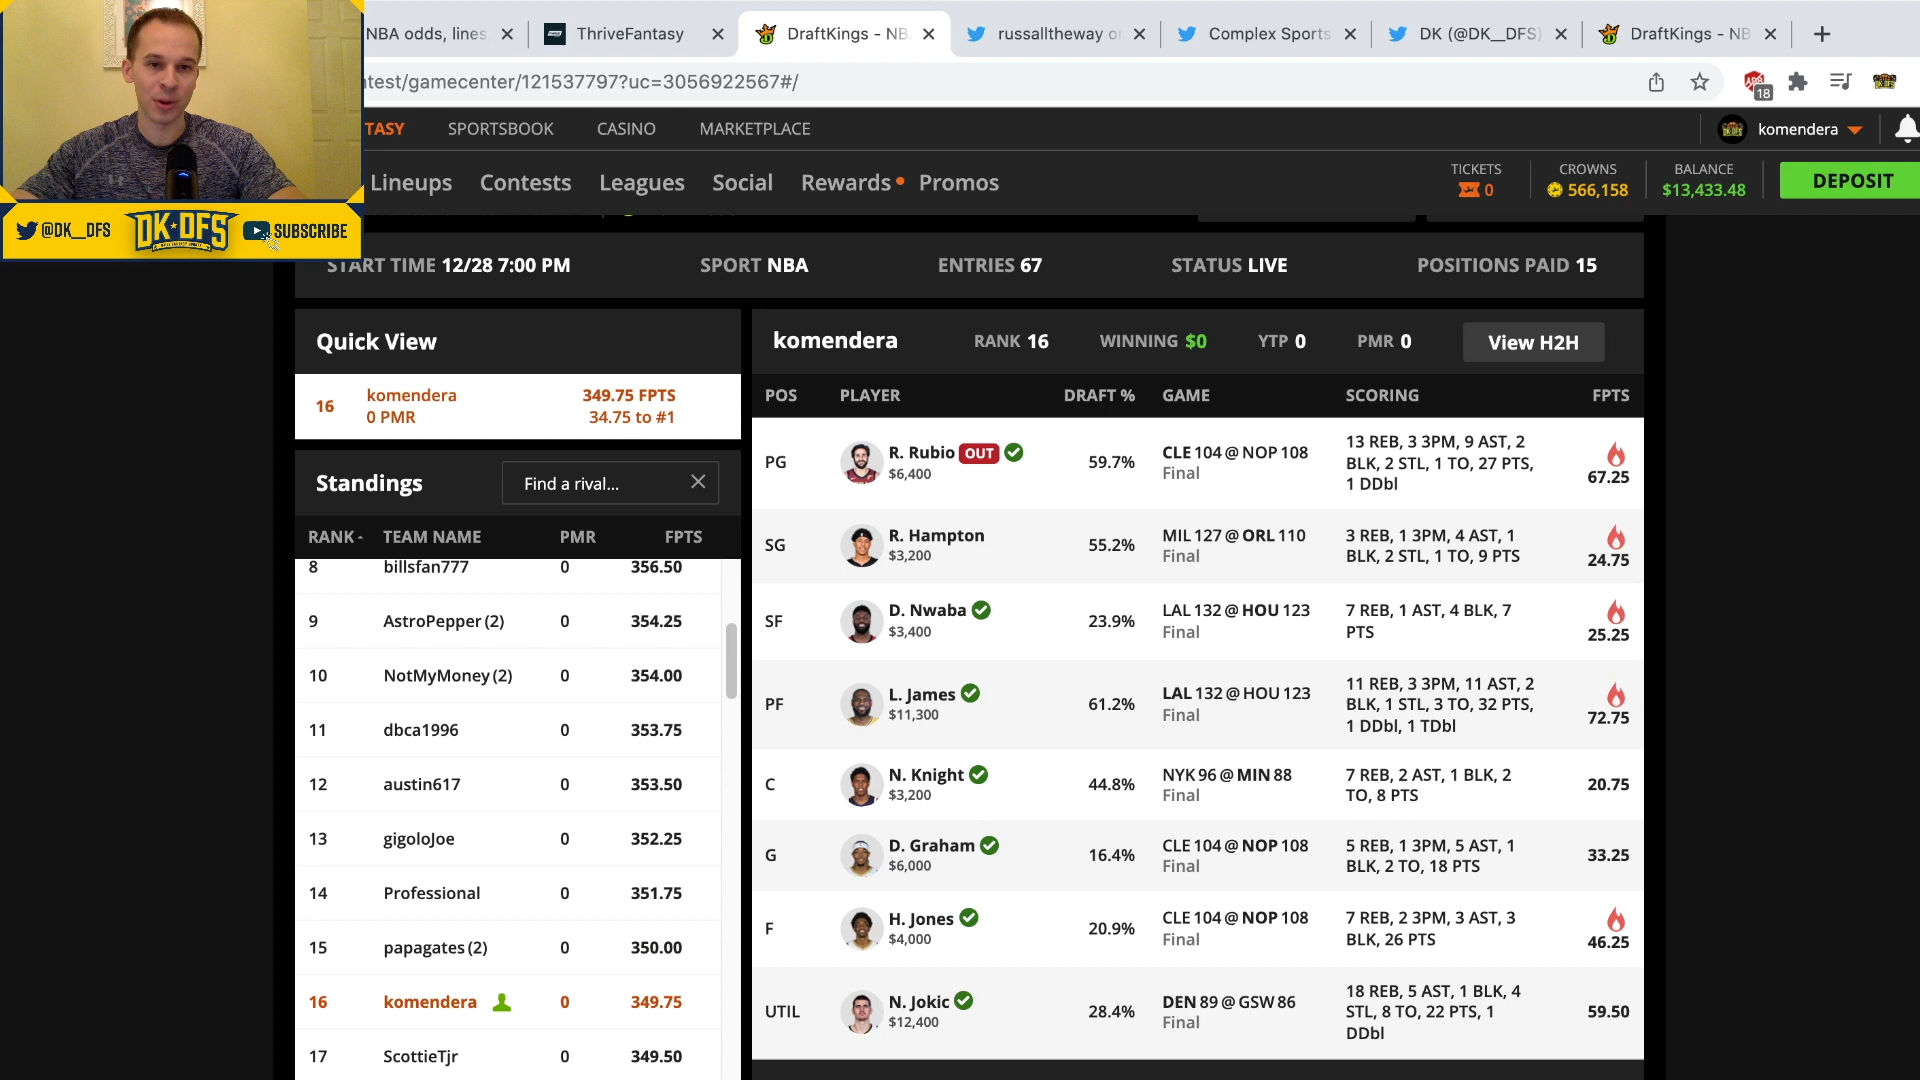 NBA odds, lines
ThriveFantasy
DraftKings - NB
russalltheway o
Complex Sports
DK (@DK__DFS)
DraftKings - NB
test/gamecenter/121537797?uc=3056922567#/
18
TASY
SPORTSBOOK
CASINO
MARKETPLACE
komendera
Lineups
Contests
Leagues
Social
Rewards
Promos
TICKETS
0
CROWNS
566,158
BALANCE
$13,433.48
DEPOSIT
@DK__DFS
DK★DFS
SUBSCRIBE
START TIME 12/28 7:00 PM
SPORT NBA
ENTRIES 67
STATUS LIVE
POSITIONS PAID 15
Quick View
16
komendera
0 PMR
349.75 FPTS
34.75 to #1
Standings
Find a rival...
RANK TEAM NAME PMR FPTS
8 billsfan777 0 356.50
9 AstroPepper (2) 0 354.25
10 NotMyMoney (2) 0 354.00
11 dbca1996 0 353.75
12 austin617 0 353.50
13 gigoloJoe 0 352.25
14 Professional 0 351.75
15 papagates (2) 0 350.00
16 komendera 0 349.75
17 ScottieTjr 0 349.50
komendera
RANK 16
WINNING $0
YTP 0
PMR 0
View H2H
POS PLAYER DRAFT % GAME SCORING FPTS
PG
R. Rubio OUT
$6,400
59.7%
CLE 104 @ NOP 108
Final
13 REB, 3 3PM, 9 AST, 2
BLK, 2 STL, 1 TO, 27 PTS,
1 DDbl
67.25
SG
R. Hampton
$3,200
55.2%
MIL 127 @ ORL 110
Final
3 REB, 1 3PM, 4 AST, 1
BLK, 2 STL, 1 TO, 9 PTS
24.75
SF
D. Nwaba
$3,400
23.9%
LAL 132 @ HOU 123
Final
7 REB, 1 AST, 4 BLK, 7
PTS
25.25
PF
L. James
$11,300
61.2%
LAL 132 @ HOU 123
Final
11 REB, 3 3PM, 11 AST, 2
BLK, 1 STL, 3 TO, 32 PTS,
1 DDbl, 1 TDbl
72.75
C
N. Knight
$3,200
44.8%
NYK 96 @ MIN 88
Final
7 REB, 2 AST, 1 BLK, 2
TO, 8 PTS
20.75
G
D. Graham
$6,000
16.4%
CLE 104 @ NOP 108
Final
5 REB, 1 3PM, 5 AST, 1
BLK, 2 TO, 18 PTS
33.25
F
H. Jones
$4,000
20.9%
CLE 104 @ NOP 108
Final
7 REB, 2 3PM, 3 AST, 3
BLK, 26 PTS
46.25
UTIL
N. Jokic
$12,400
28.4%
DEN 89 @ GSW 86
Final
18 REB, 5 AST, 1 BLK, 4
STL, 8 TO, 22 PTS, 1
DDbl
59.50